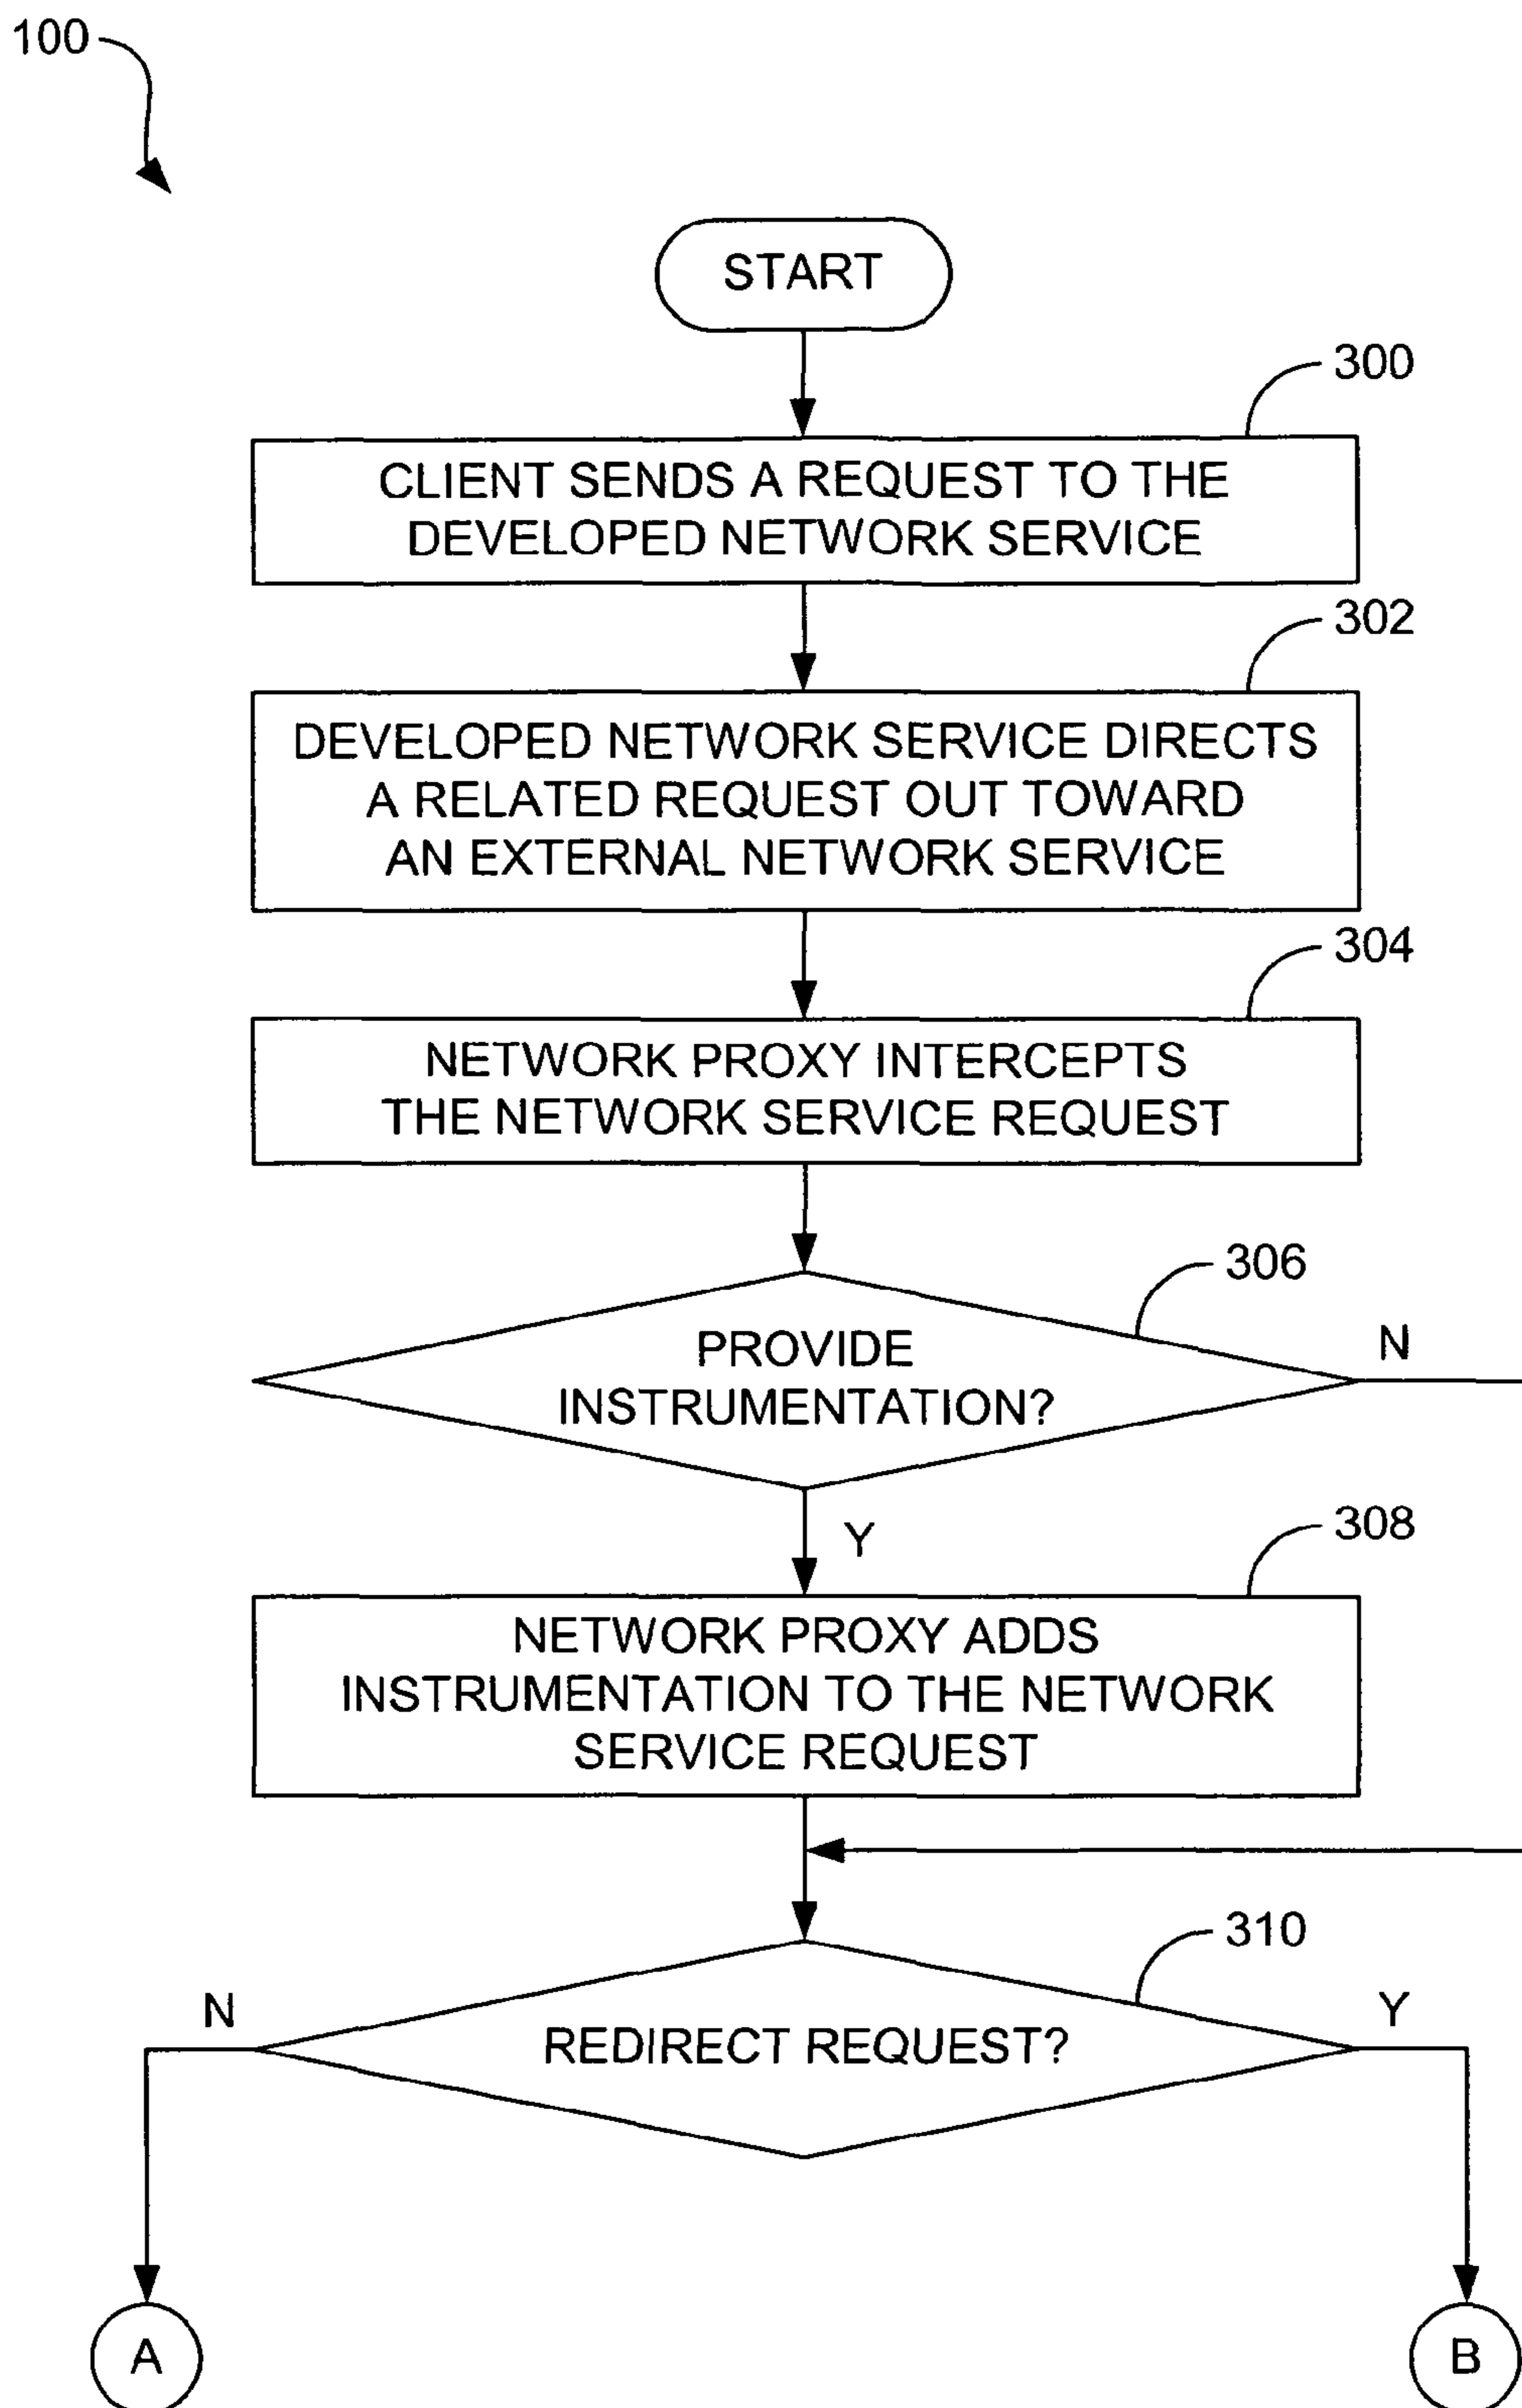 100
START
300
CLIENT SENDS A REQUEST TO THE
DEVELOPED NETWORK SERVICE
302
DEVELOPED NETWORK SERVICE DIRECTS
A RELATED REQUEST OUT TOWARD
AN EXTERNAL NETWORK SERVICE
304
NETWORK PROXY INTERCEPTS
THE NETWORK SERVICE REQUEST
306
PROVIDE
INSTRUMENTATION?
N
Y
308
NETWORK PROXY ADDS
INSTRUMENTATION TO THE NETWORK
SERVICE REQUEST
310
REDIRECT REQUEST?
N
Y
A
B